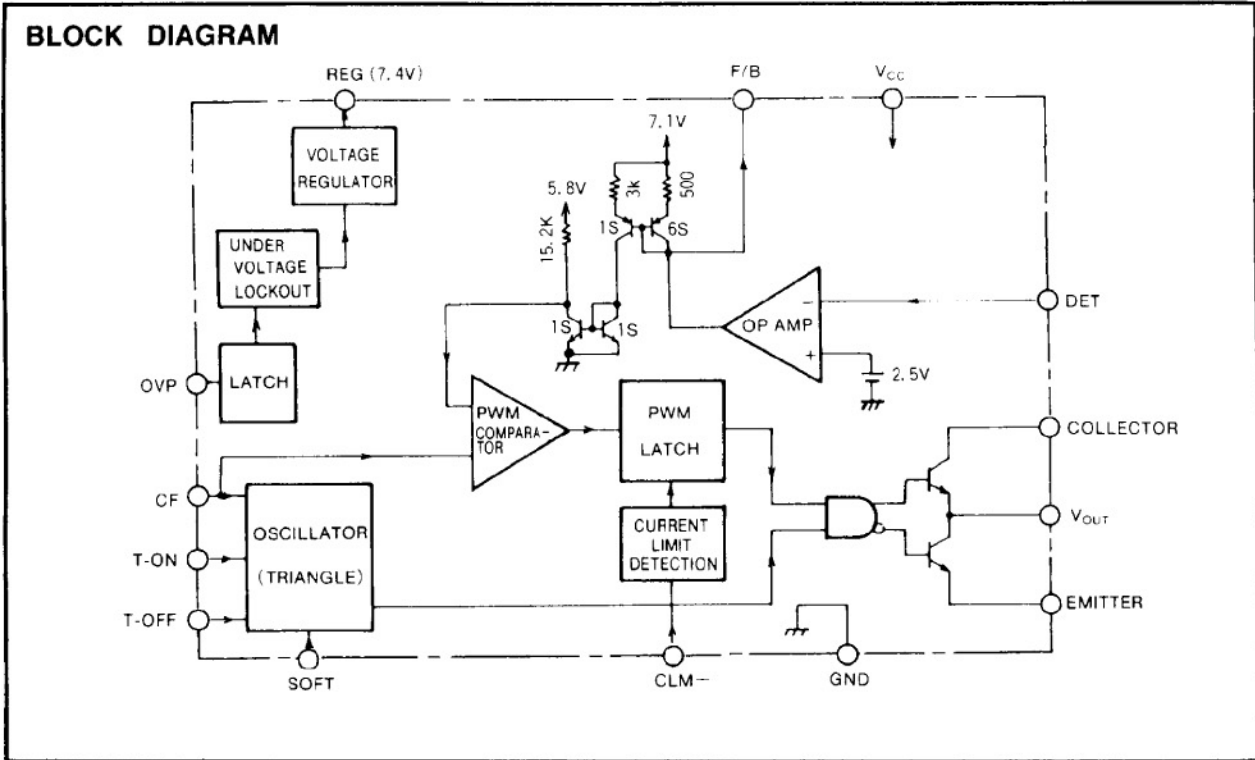 BLOCK DIAGRAM
REG (7.4V)
F/B
VCC
7.1V
VOLTAGE
REGULATOR
5.8V
3k
500
15.2K
1S
6S
UNDER
VOLTAGE
LOCKOUT
1S
1S
OP AMP
−
+
DET
2.5V
OVP
LATCH
PWM
COMPARA-
TOR
PWM
LATCH
COLLECTOR
CF
OSCILLATOR
(TRIANGLE)
CURRENT
LIMIT
DETECTION
VOUT
T-ON
T-OFF
EMITTER
SOFT
CLM−
GND